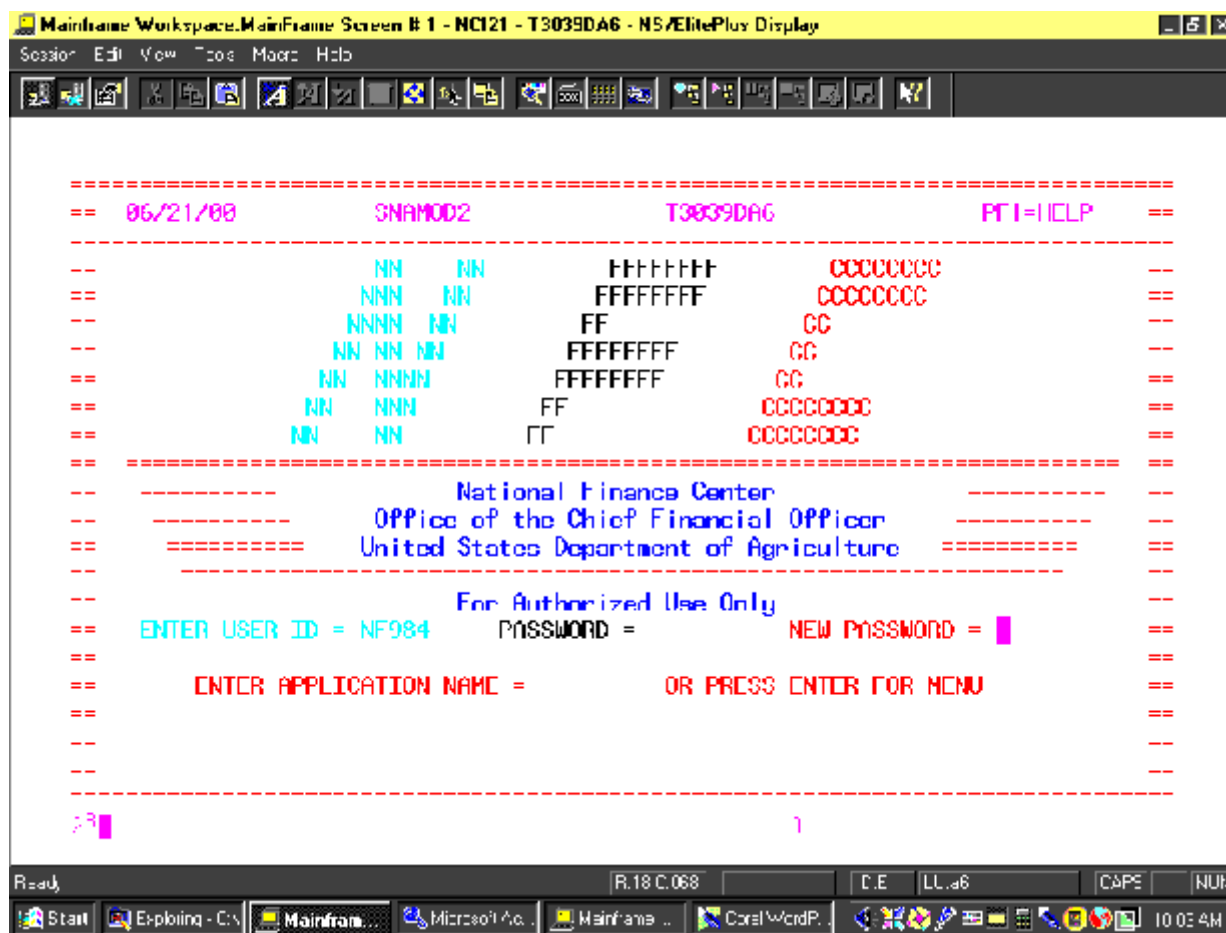 Mainframe Workspace.MainFrame Screen # 1 - NC121 - T3039DA6 - NS/ElitePlus Display
Session Edit View Tools Macro Help
================================================================================
== 06/21/00 SNAMOD2 T3039DA6 PF1=HELP ==
--------------------------------------------------------------------------------
-- NN NN FFFFFFFF CCCCCCCC --
== NNN NN FFFFFFFF CCCCCCCC ==
-- NNNN NN FF CC --
-- NN NN NN FFFFFFFF CC --
== NN NNNN FFFFFFFF CC ==
== NN NNN FF CCCCCCCC ==
== NN NN FF CCCCCCCC ==
== ======================================================================== ==
-- ---------- National Finance Center ---------- --
-- ---------- Office of the Chief Financial Officer ---------- --
== ========== United States Department of Agriculture ========== ==
-- ---------------------------------------------------------------- --
-- For Authorized Use Only --
== ENTER USER ID = NF984 PASSWORD = NEW PASSWORD = ==
== ==
== ENTER APPLICATION NAME = OR PRESS ENTER FOR MENU ==
== ==
-- --
-- --
--------------------------------------------------------------------------------
Ready R:18 C:068 CAPS NUM
Start Exploring - C:\ Mainfram... Microsoft Ac... Mainframe ... Corel WordP...